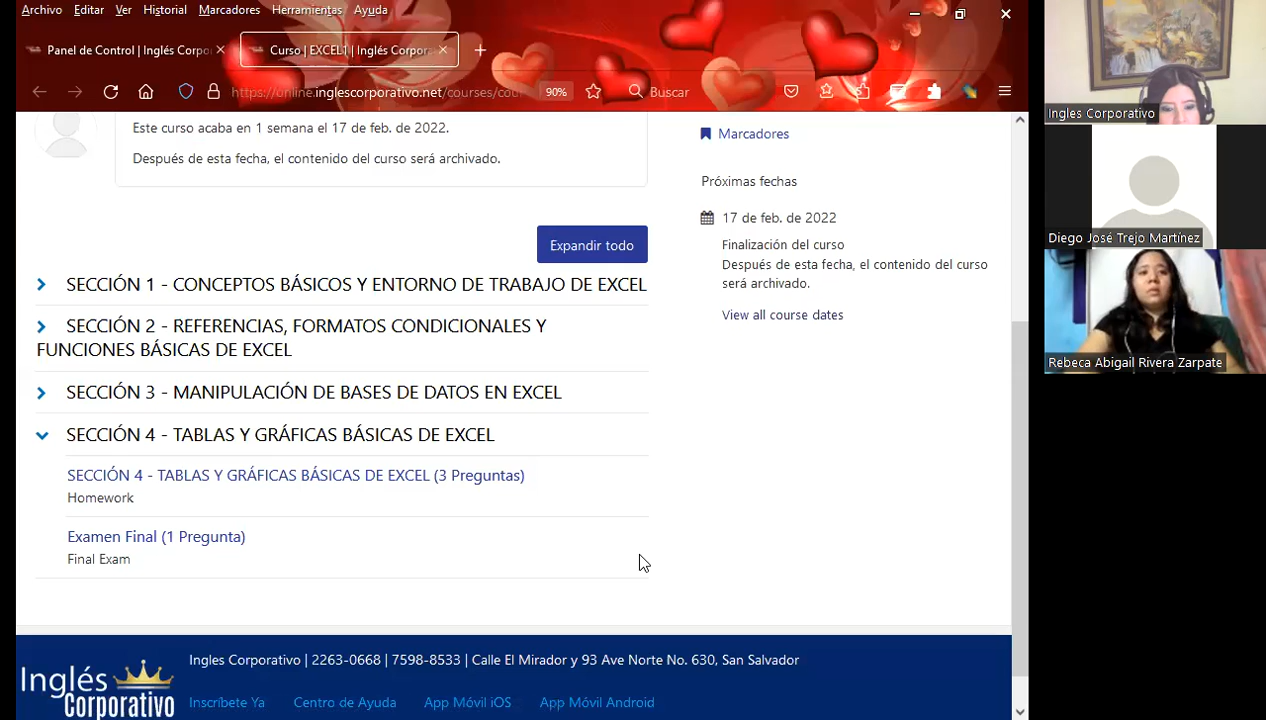 Archivo Editar Ver Historial Marcadores Herramientas Ayuda
Panel de Control | Inglés Corpor
Curso | EXCEL1 | Inglés Corpora
https://online.inglescorporativo.net/courses/cou
90%
Buscar
Este curso acaba en 1 semana el 17 de feb. de 2022.
Después de esta fecha, el contenido del curso será archivado.
Marcadores
Próximas fechas
17 de feb. de 2022
Finalización del curso
Después de esta fecha, el contenido del curso
será archivado.
View all course dates
Expandir todo
SECCIÓN 1 - CONCEPTOS BÁSICOS Y ENTORNO DE TRABAJO DE EXCEL
SECCIÓN 2 - REFERENCIAS, FORMATOS CONDICIONALES Y
FUNCIONES BÁSICAS DE EXCEL
SECCIÓN 3 - MANIPULACIÓN DE BASES DE DATOS EN EXCEL
SECCIÓN 4 - TABLAS Y GRÁFICAS BÁSICAS DE EXCEL
SECCIÓN 4 - TABLAS Y GRÁFICAS BÁSICAS DE EXCEL (3 Preguntas)
Homework
Examen Final (1 Pregunta)
Final Exam
Inglés
Corporativo
Ingles Corporativo | 2263-0668 | 7598-8533 | Calle El Mirador y 93 Ave Norte No. 630, San Salvador
Inscríbete Ya Centro de Ayuda App Móvil iOS App Móvil Android
Ingles Corporativo
Diego José Trejo Martínez
Rebeca Abigail Rivera Zarpate